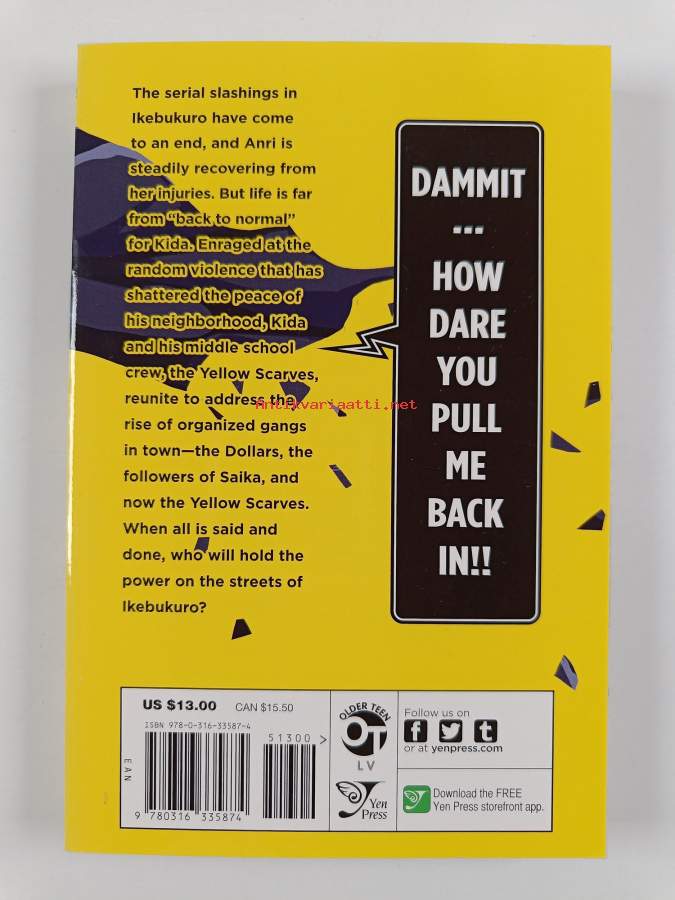 The serial slashings in
Ikebukuro have come
to an end, and Anri is
steadily recovering from
her injuries. But life is far
from “back to normal”
for Kida. Enraged at the
random violence that has
shattered the peace of
his neighborhood, Kida
and his middle school
crew, the Yellow Scarves,
reunite to address the
rise of organized gangs
in town—the Dollars, the
followers of Saika, and
now the Yellow Scarves.
When all is said and
done, who will hold the
power on the streets of
Ikebukuro?
DAMMIT
...
HOW
DARE
YOU
PULL
ME
BACK
IN!!
Antikvariaatti.net
US $13.00 CAN $15.50
ISBN 978-0-316-33587-4
51300 >
EAN
9 780316 335874
OLDER TEEN
OT
LV
Yen
Press
Follow us on
f t
or at yenpress.com
Download the FREE
Yen Press storefront app.